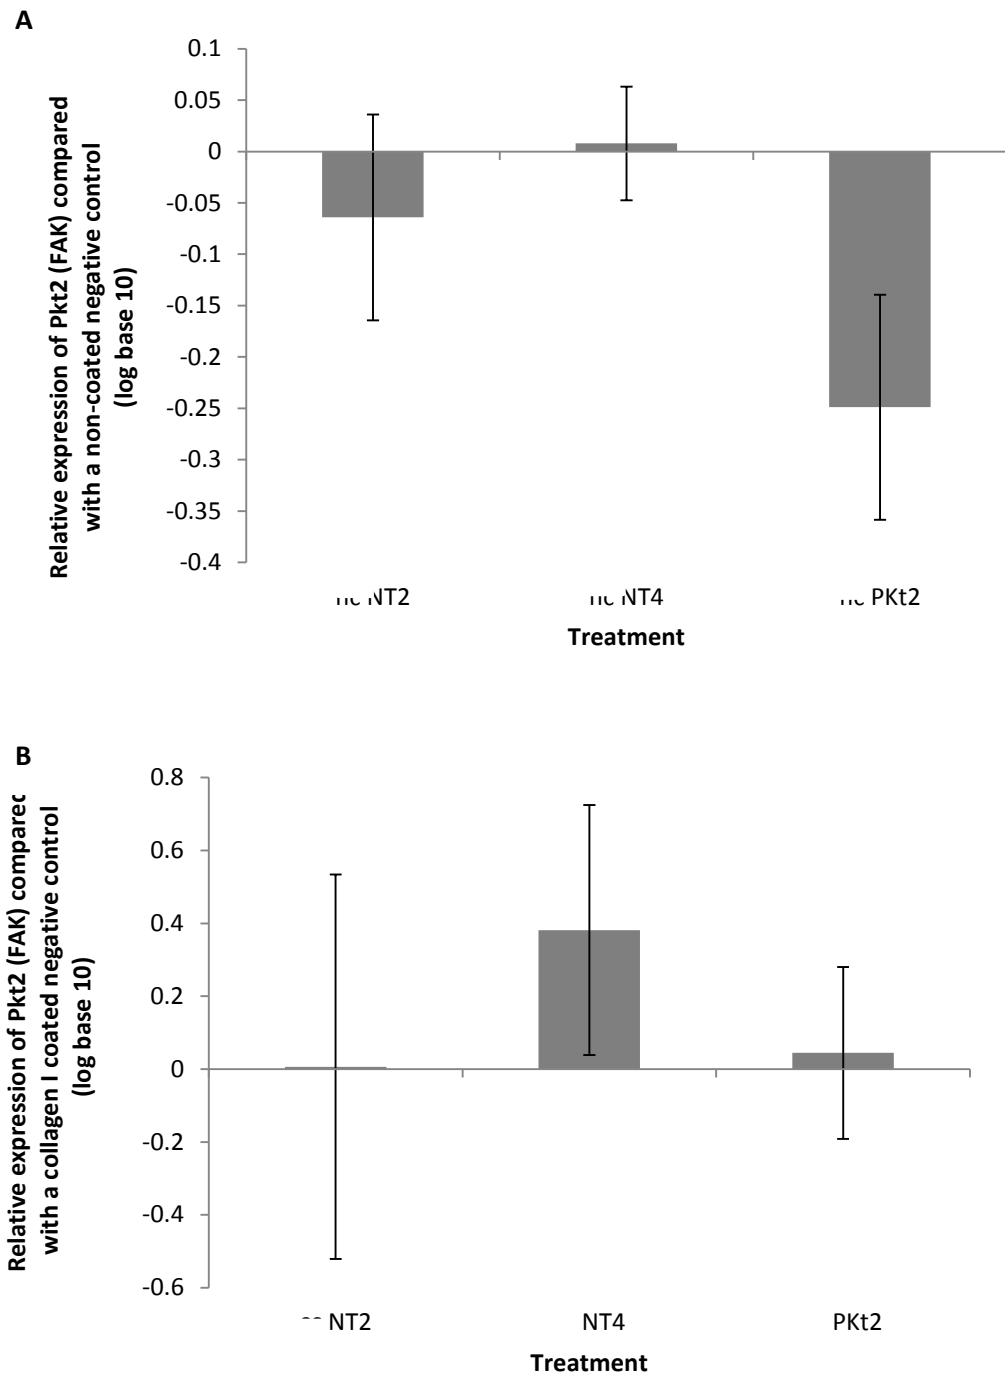 A
Relative expression of Pkt2 (FAK) compared
with a non-coated negative control
(log base 10)
0.1
0.05
0
-0.05
-0.1
-0.15
-0.2
-0.25
-0.3
-0.35
-0.4
NT2 NT4 PKt2
Treatment
B
Relative expression of Pkt2 (FAK) compared
with a collagen I coated negative control
(log base 10)
0.8
0.6
0.4
0.2
0
-0.2
-0.4
-0.6
NT2 NT4 PKt2
Treatment